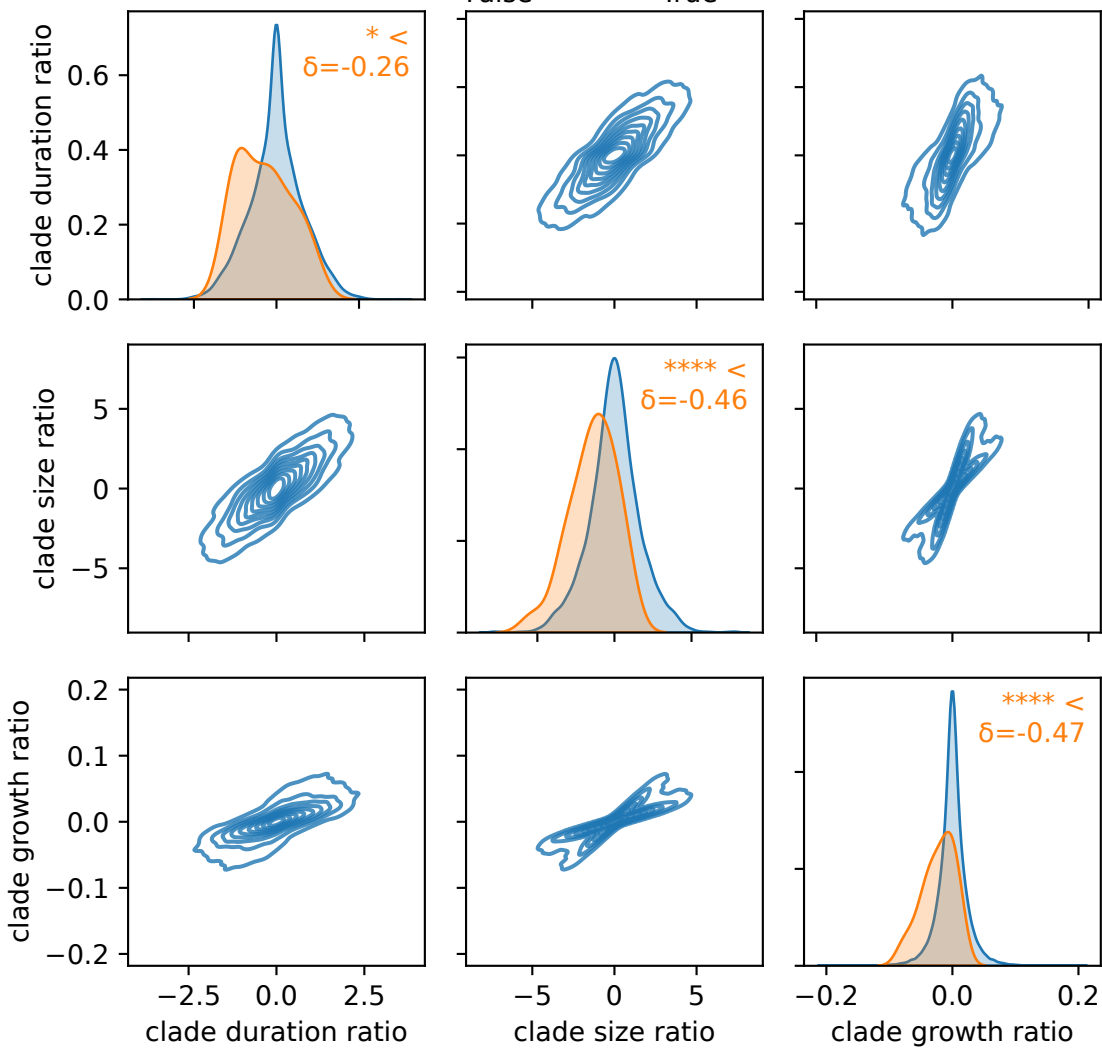 clade duration ratio
0.6
0.4
0.2
0.0
* <
δ=-0.26
clade size ratio
5
0
−5
**** <
δ=-0.46
clade growth ratio
0.2
0.1
0.0
−0.1
−0.2
**** <
δ=-0.47
−2.5 0.0 2.5
−5 0 5
−0.2 0.0 0.2
clade duration ratio
clade size ratio
clade growth ratio